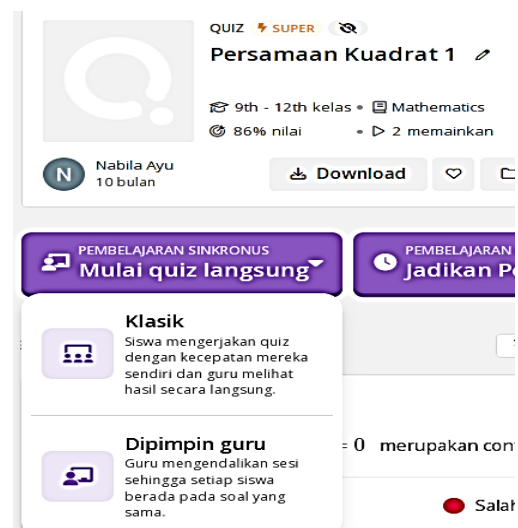 QUIZ SUPER
Persamaan Kuadrat 1
9th - 12th kelas • Mathematics
86% nilai • 2 memainkan
N
Nabila Ayu
10 bulan
Download
PEMBELAJARAN SINKRONUS
Mulai quiz langsung
PEMBELAJARAN
Jadikan
Klasik
Siswa mengerjakan quiz
dengan kecepatan mereka
sendiri dan guru melihat
hasil secara langsung.
Dipimpin guru
Guru mengendalikan sesi
sehingga setiap siswa
berada pada soal yang
sama.
= 0 merupakan